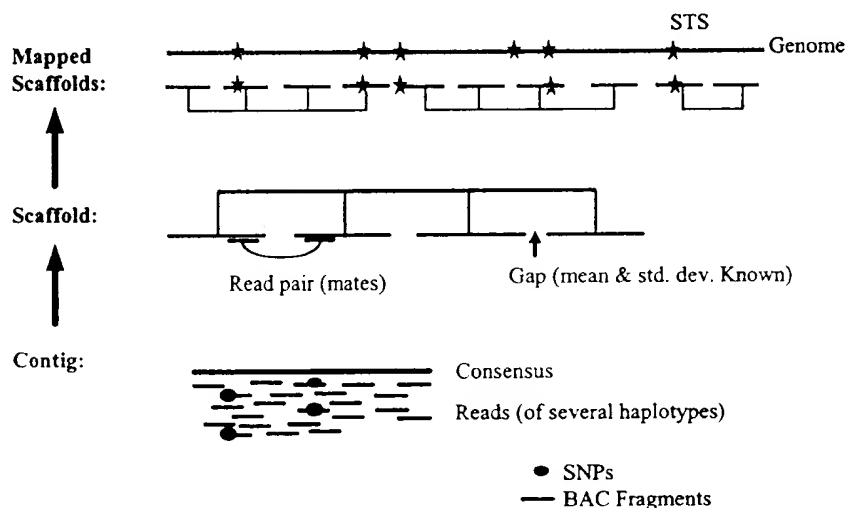 STS
Genome
Mapped
Scaffolds:
Scaffold:
Read pair (mates)
Gap (mean & std. dev. Known)
Contig:
Consensus
Reads (of several haplotypes)
SNPs
BAC Fragments